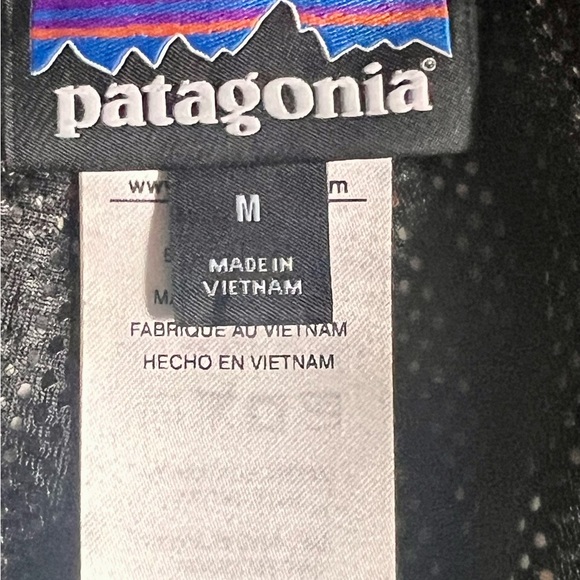 patagonia®
M
MADE IN
VIETNAM
FABRIQUE AU VIETNAM
HECHO EN VIETNAM